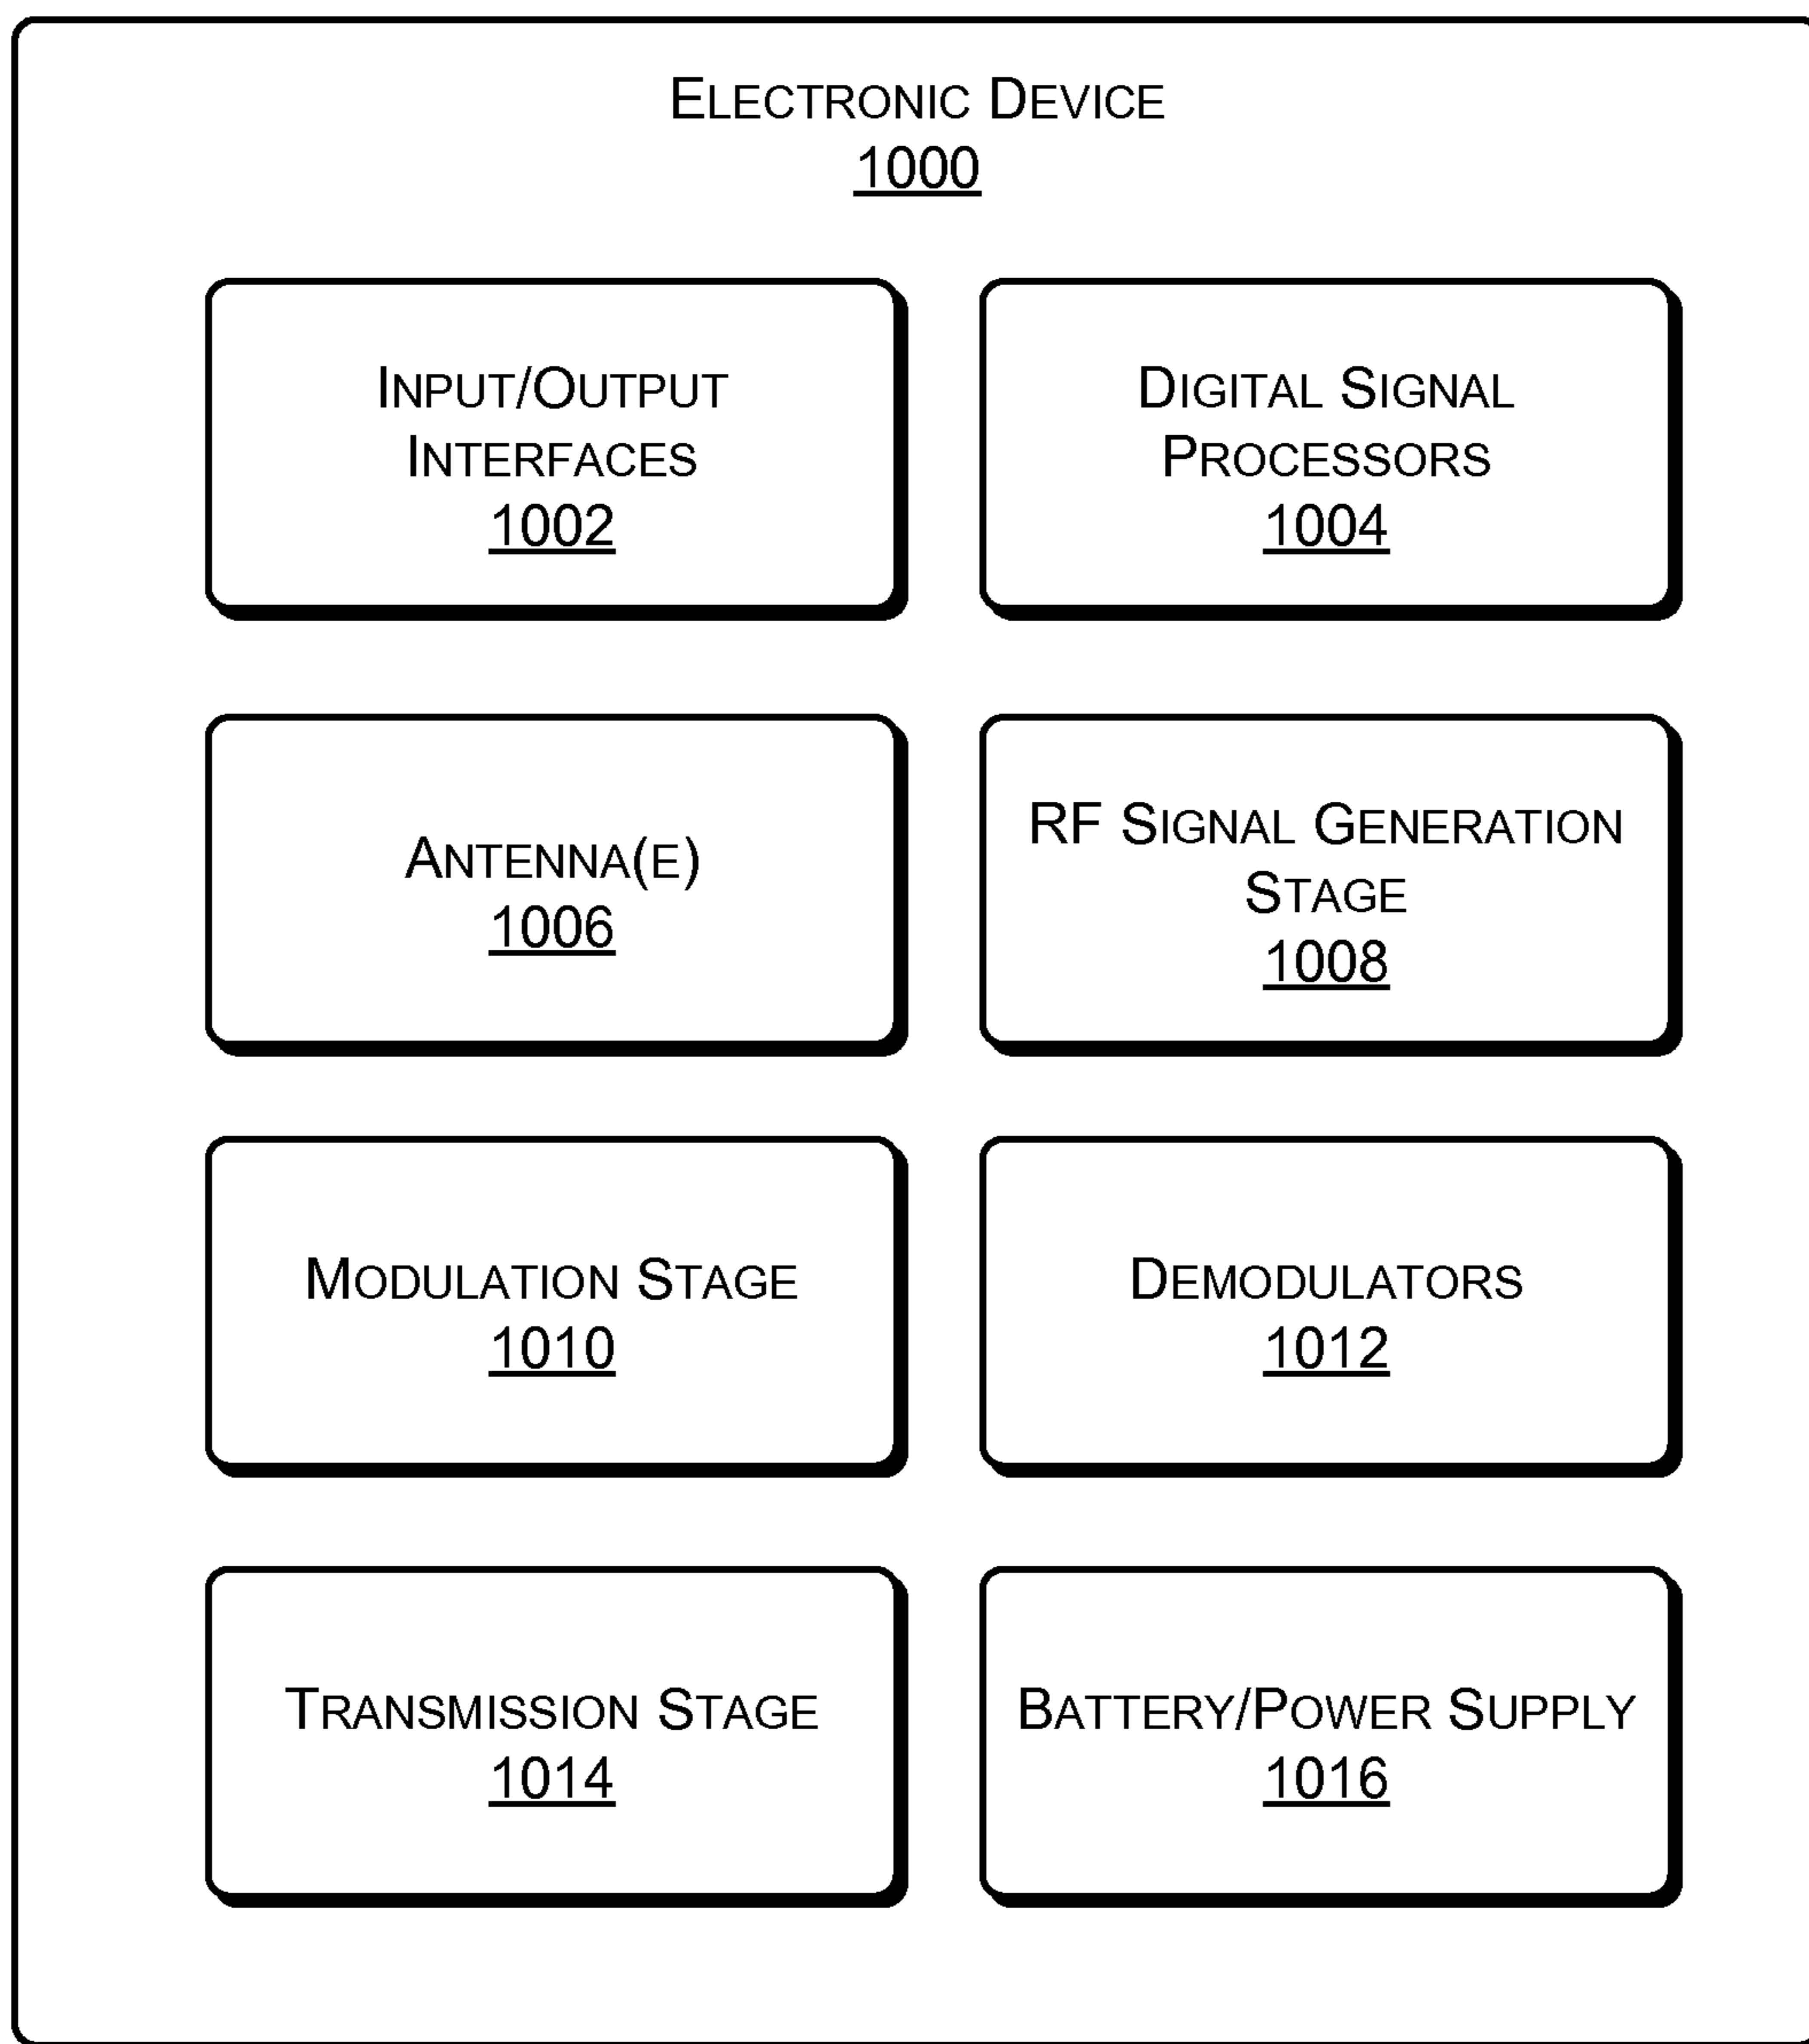 ELECTRONIC DEVICE
1000
INPUT/OUTPUT
INTERFACES
1002
DIGITAL SIGNAL
PROCESSORS
1004
ANTENNA(E)
1006
RF SIGNAL GENERATION
STAGE
1008
MODULATION STAGE
1010
DEMODULATORS
1012
TRANSMISSION STAGE
1014
BATTERY/POWER SUPPLY
1016